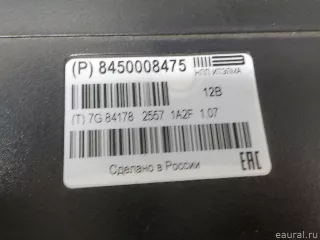 (P) 8450008475
НПП ИТЭЛМА
12В
(T) 7G 84178 2557 1A2F 1.07
Сделано в России
EAC
eaural.ru